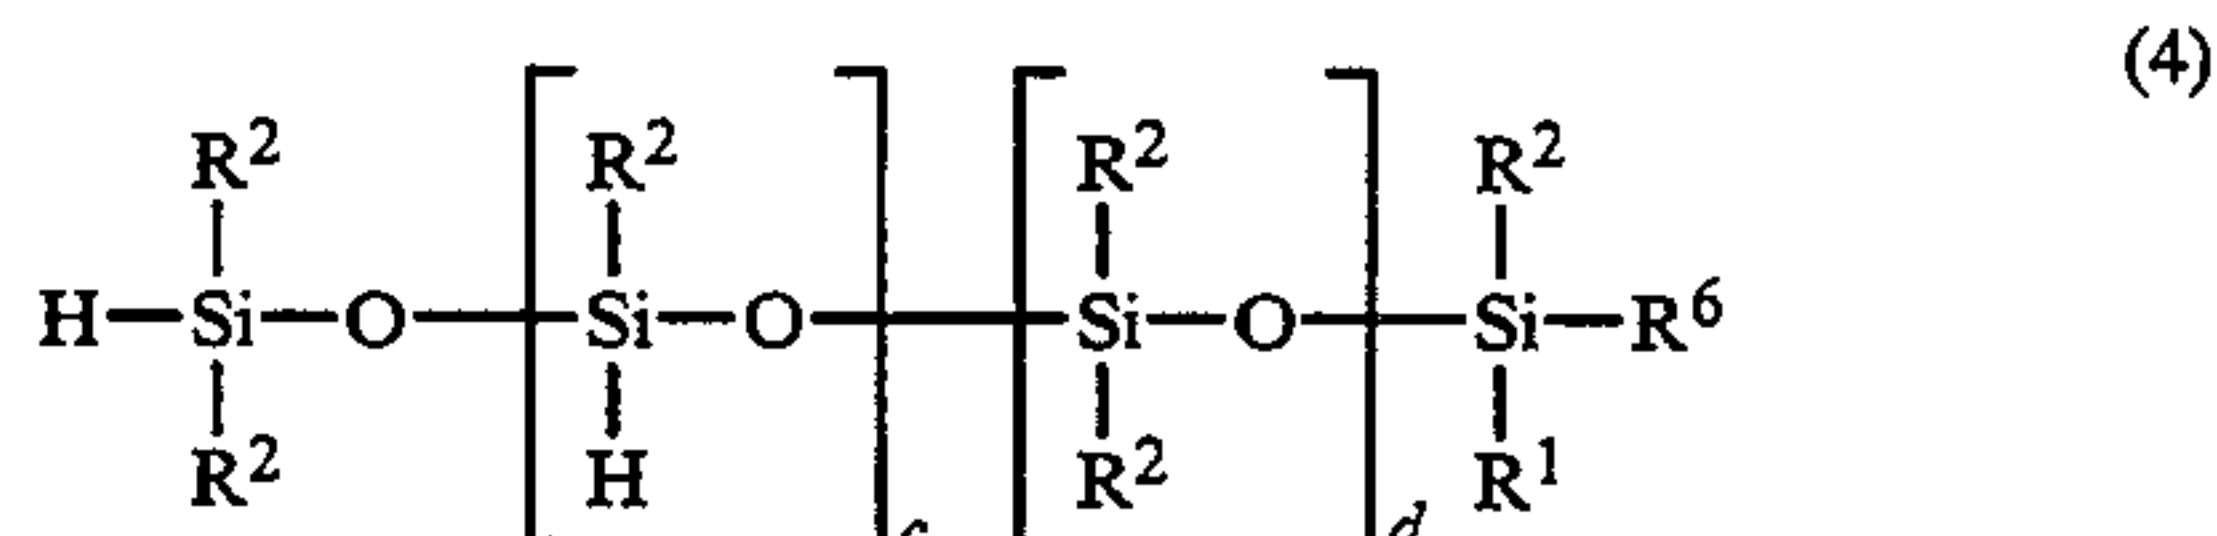 (4)
R² R² R² R²
H—Si—O—Si—O—Si—O—Si—R⁶
R² H R² R¹
c d